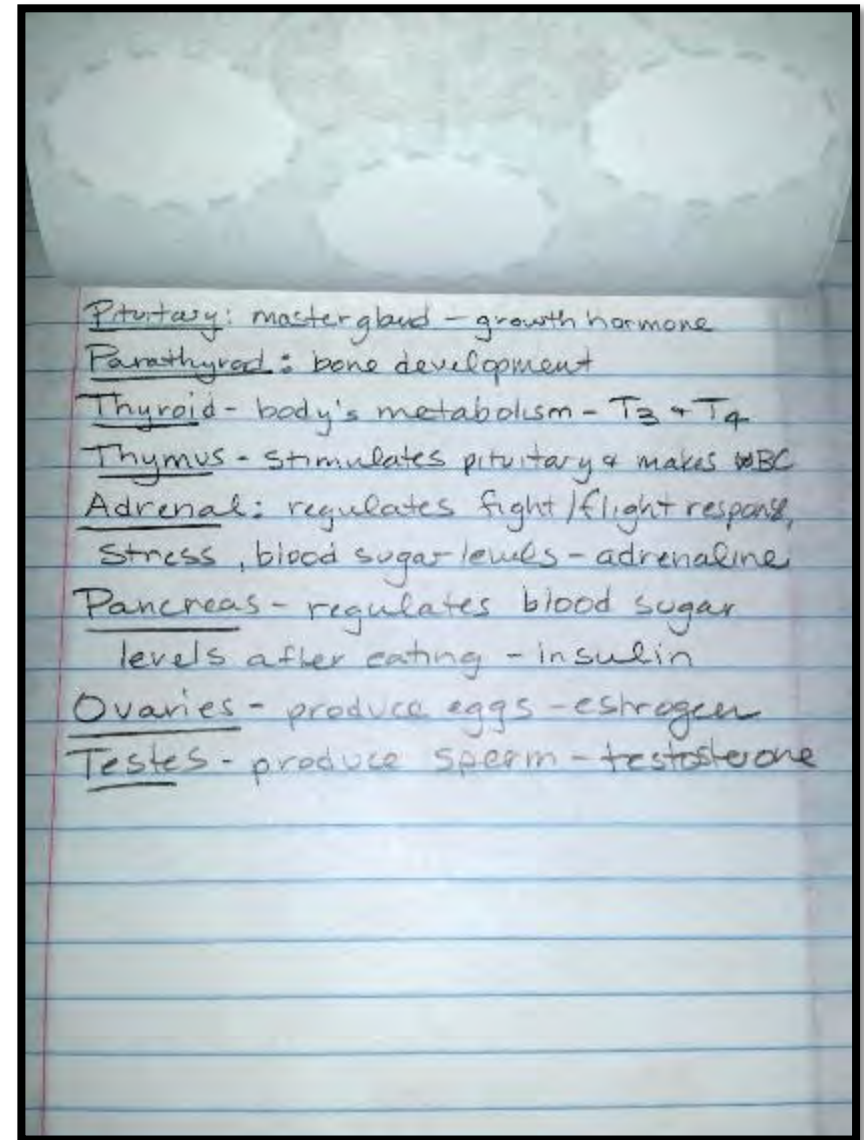 Pituitary: master gland - growth hormone
Parathyrod: bone development
Thyroid - body's metabolism - T3 + T4
Thymus - stimulates pituitary & makes WBC
Adrenal: regulates fight/flight response,
stress, blood sugar levels - adrenaline
Pancreas - regulates blood sugar
levels after eating - insulin
Ovaries - produce eggs - estrogen
Testes - produce sperm - testosterone